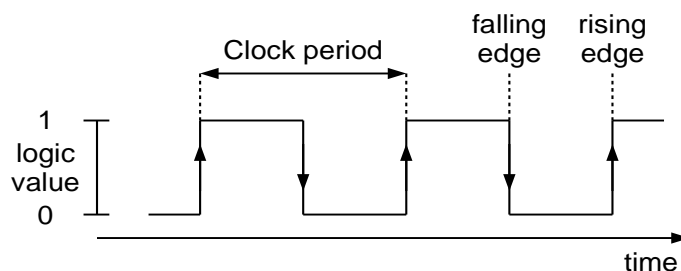 falling
edge
rising
edge
Clock period
1
logic
value
0
time